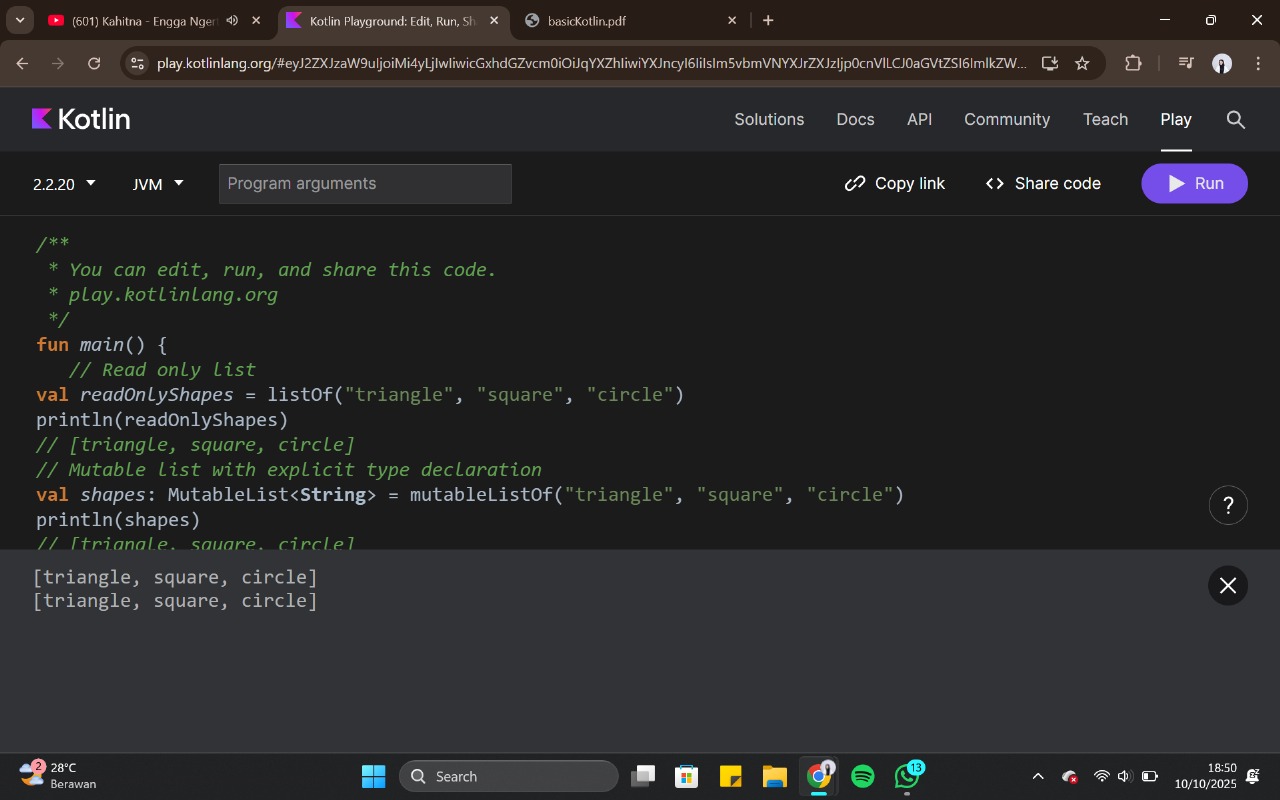 (601) Kahitna - Engga Nger
Kotlin Playground: Edit, Run, Sh
basicKotlin.pdf
Kotlin
Solutions
Docs
API
Community
Teach
Play
2.2.20
JVM
Program arguments
Copy link
Share code
Run
/**
* You can edit, run, and share this code.
* play.kotlinlang.org
*/
fun main() {
// Read only list
val readOnlyShapes = listOf("triangle", "square", "circle")
println(readOnlyShapes)
// [triangle, square, circle]
// Mutable list with explicit type declaration
val shapes: MutableList<String> = mutableListOf("triangle", "square", "circle")
println(shapes)
// [triangle, square, circle]
?
[triangle, square, circle]
[triangle, square, circle]
2
28°C
Berawan
Search
13
18:50
10/10/2025